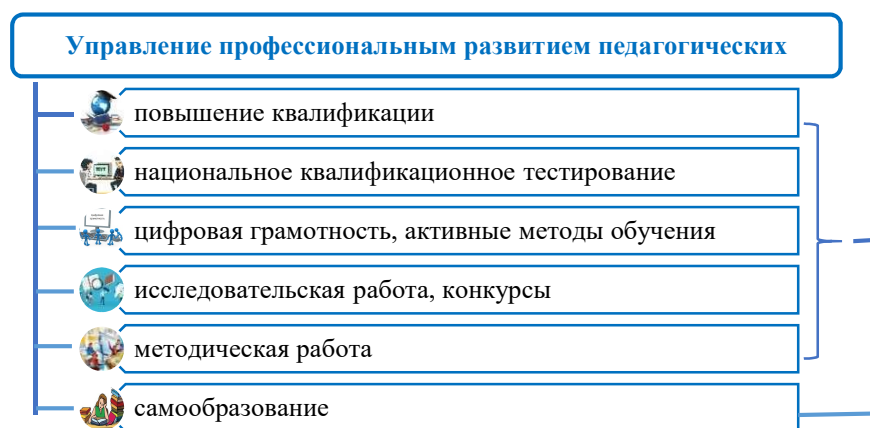 Управление профессиональным развитием педагогических
повышение квалификации
национальное квалификационное тестирование
цифровая грамотность, активные методы обучения
исследовательская работа, конкурсы
методическая работа
самообразование